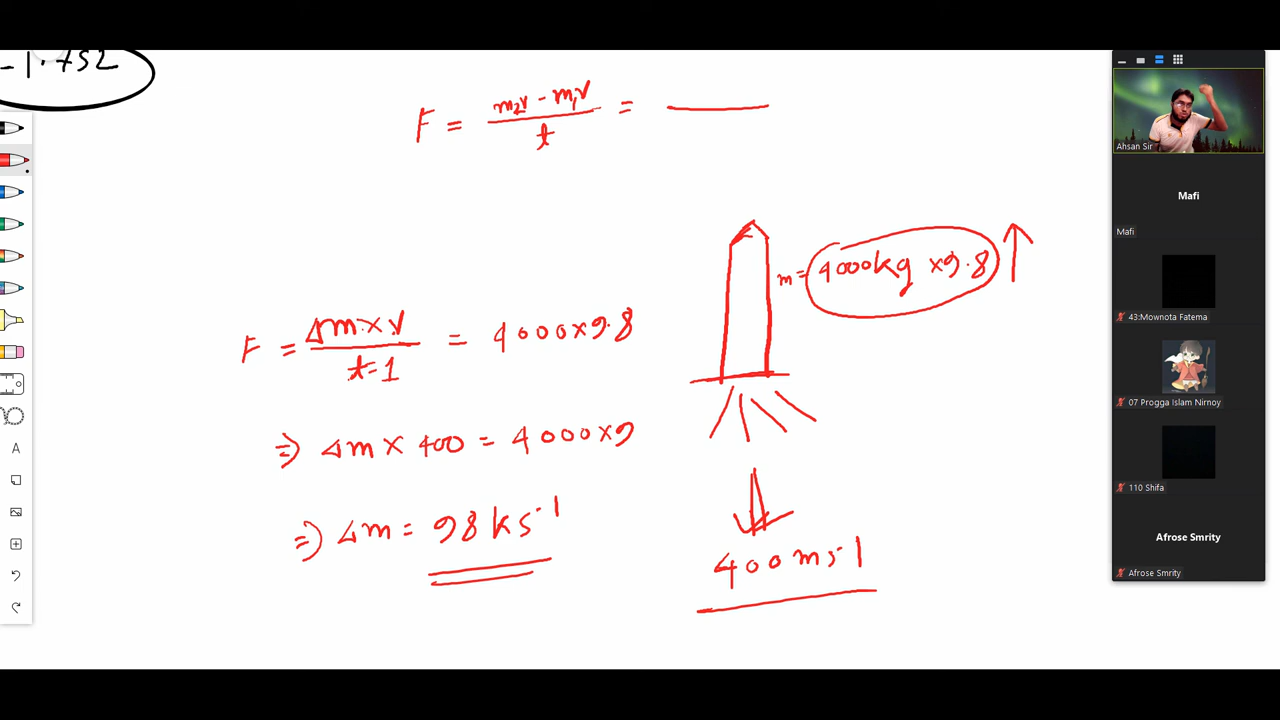 -1.752
F = m₂v - m₁v / t =
m = 4000kg ×9.8
F = Δm×v / t=1 = 4000×9.8
⇒ Δm × 400 = 4000×9
⇒ Δm = 98 k s⁻¹
400 ms⁻¹
A
Ahsan Sir
Mafi
Mafi
43:Mownota Fatema
07 Progga Islam Nirnoy
110 Shifa
Afrose Smrity
Afrose Smrity